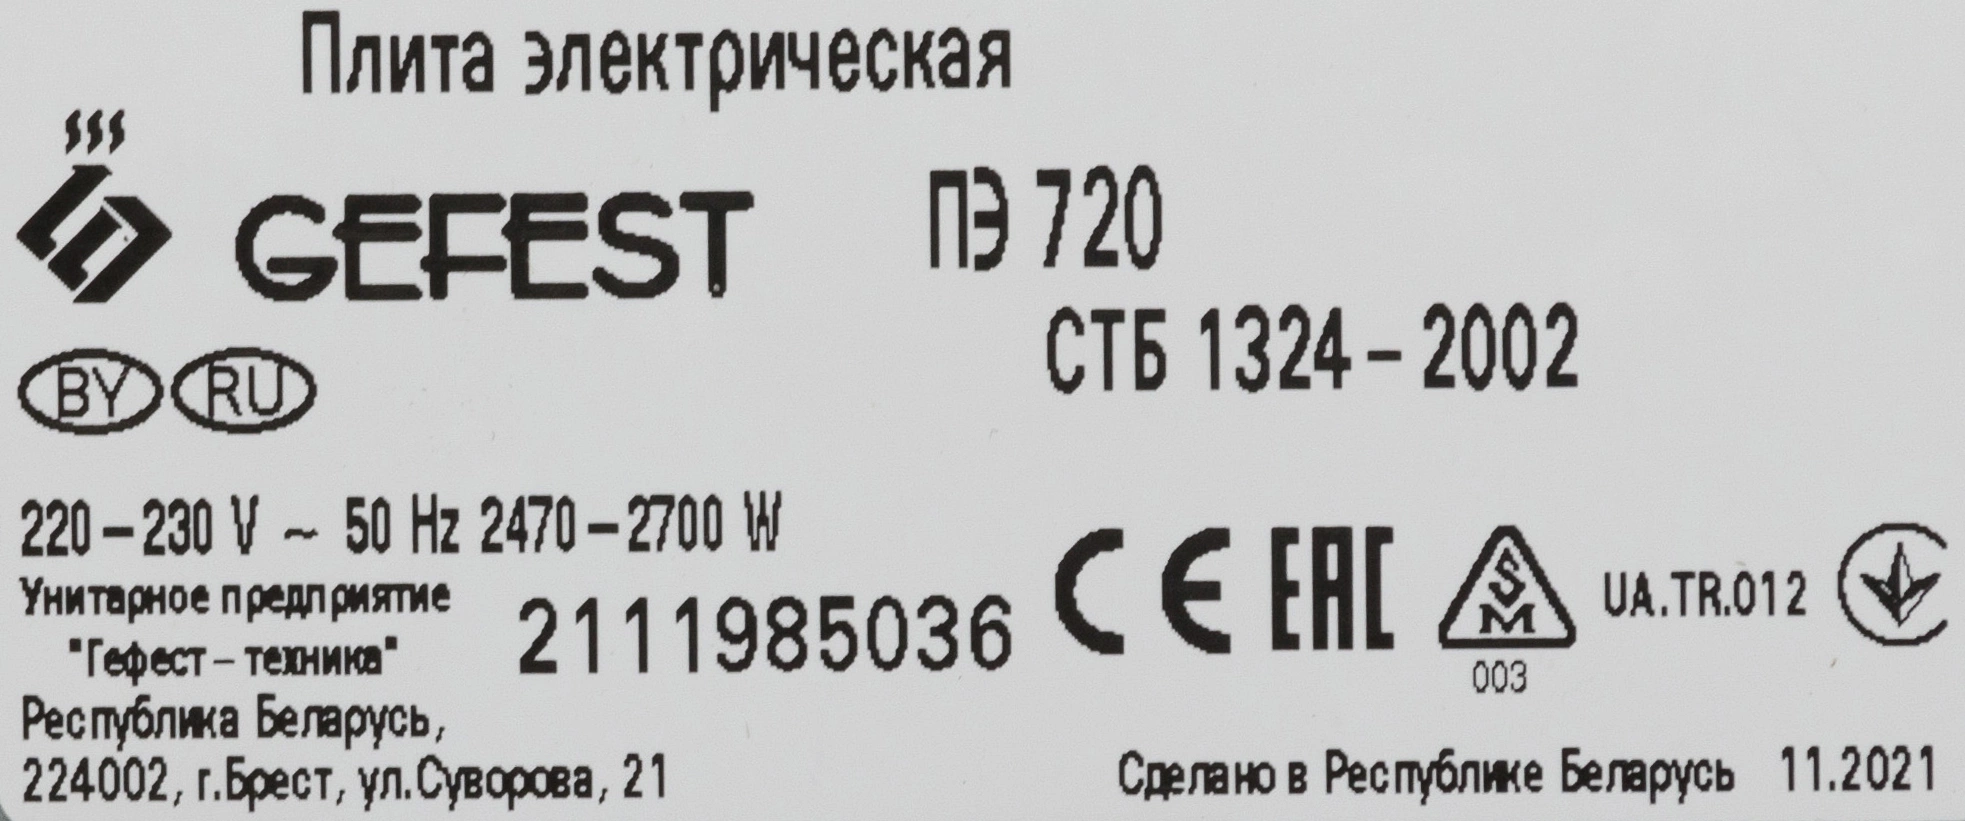 Плита электрическая
GEFEST ПЭ 720
СТБ 1324-2002
BY RU
220-230 V ~ 50 Hz 2470-2700 W
Унитарное предприятие
"Гефест-техника"
2111985036
CE EAC
SM
003
UA.TR.012
Республика Беларусь,
224002, г.Брест, ул.Суворова, 21
Сделано в Республике Беларусь 11.2021